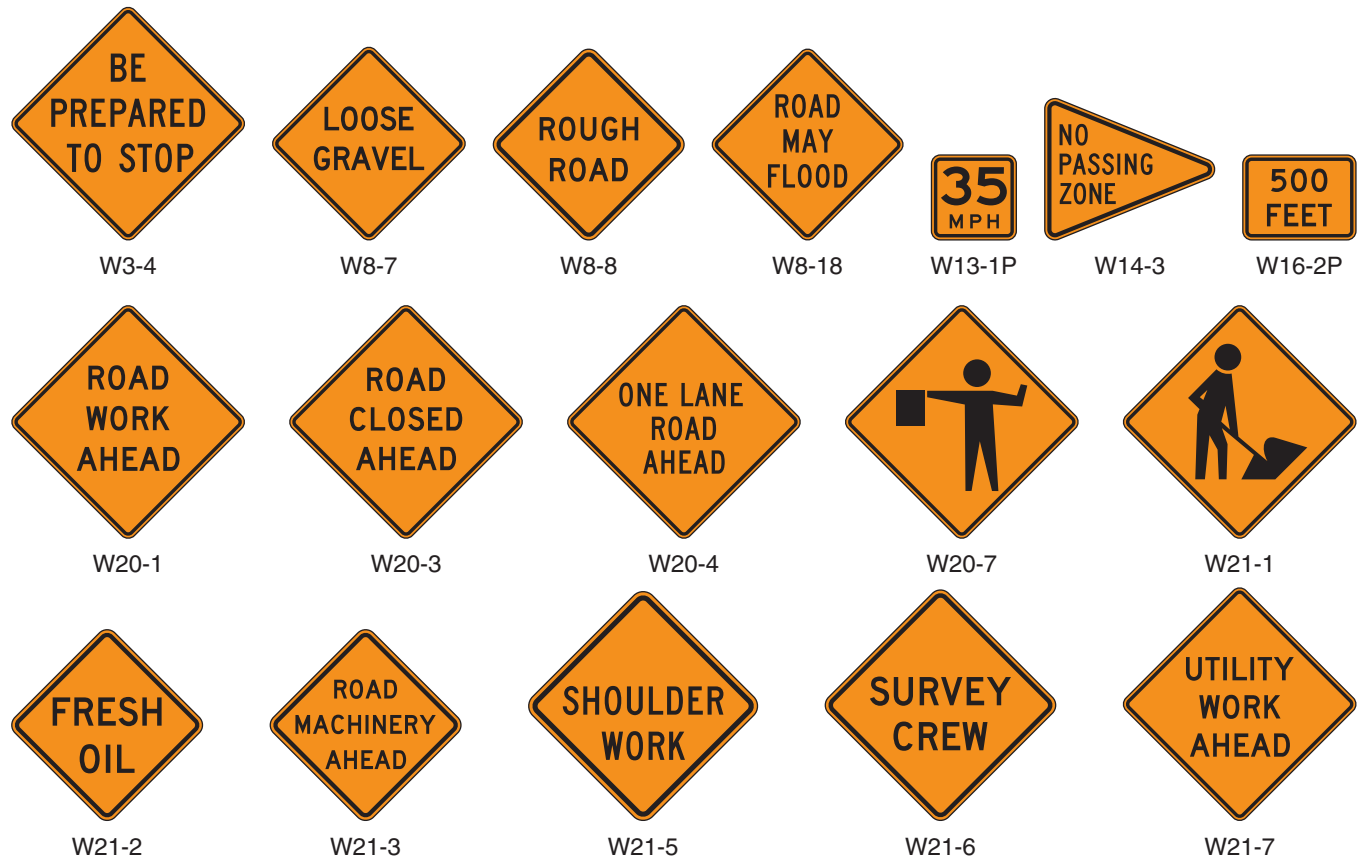 BE
PREPARED
TO STOP
W3-4
LOOSE
GRAVEL
W8-7
ROUGH
ROAD
W8-8
ROAD
MAY
FLOOD
W8-18
35
MPH
W13-1P
NO
PASSING
ZONE
W14-3
500
FEET
W16-2P
ROAD
WORK
AHEAD
W20-1
ROAD
CLOSED
AHEAD
W20-3
ONE LANE
ROAD
AHEAD
W20-4
W20-7
W21-1
FRESH
OIL
W21-2
ROAD
MACHINERY
AHEAD
W21-3
SHOULDER
WORK
W21-5
SURVEY
CREW
W21-6
UTILITY
WORK
AHEAD
W21-7